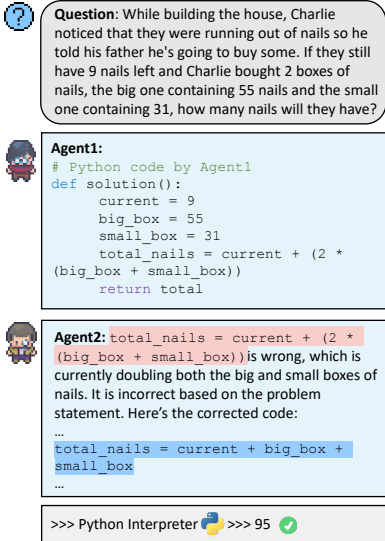 Question: While building the house, Charlie
noticed that they were running out of nails so he
told his father he's going to buy some. If they still
have 9 nails left and Charlie bought 2 boxes of
nails, the big one containing 55 nails and the small
one containing 31, how many nails will they have?
Agent1:
# Python code by Agent1
def solution():
current = 9
big_box = 55
small_box = 31
total_nails = current + (2 *
(big_box + small_box))
return total
Agent2: total_nails = current + (2 *
(big_box + small_box)) is wrong, which is
currently doubling both the big and small boxes of
nails. It is incorrect based on the problem
statement. Here’s the corrected code:
…
total_nails = current + big_box +
small_box
…
>>> Python Interpreter >>> 95